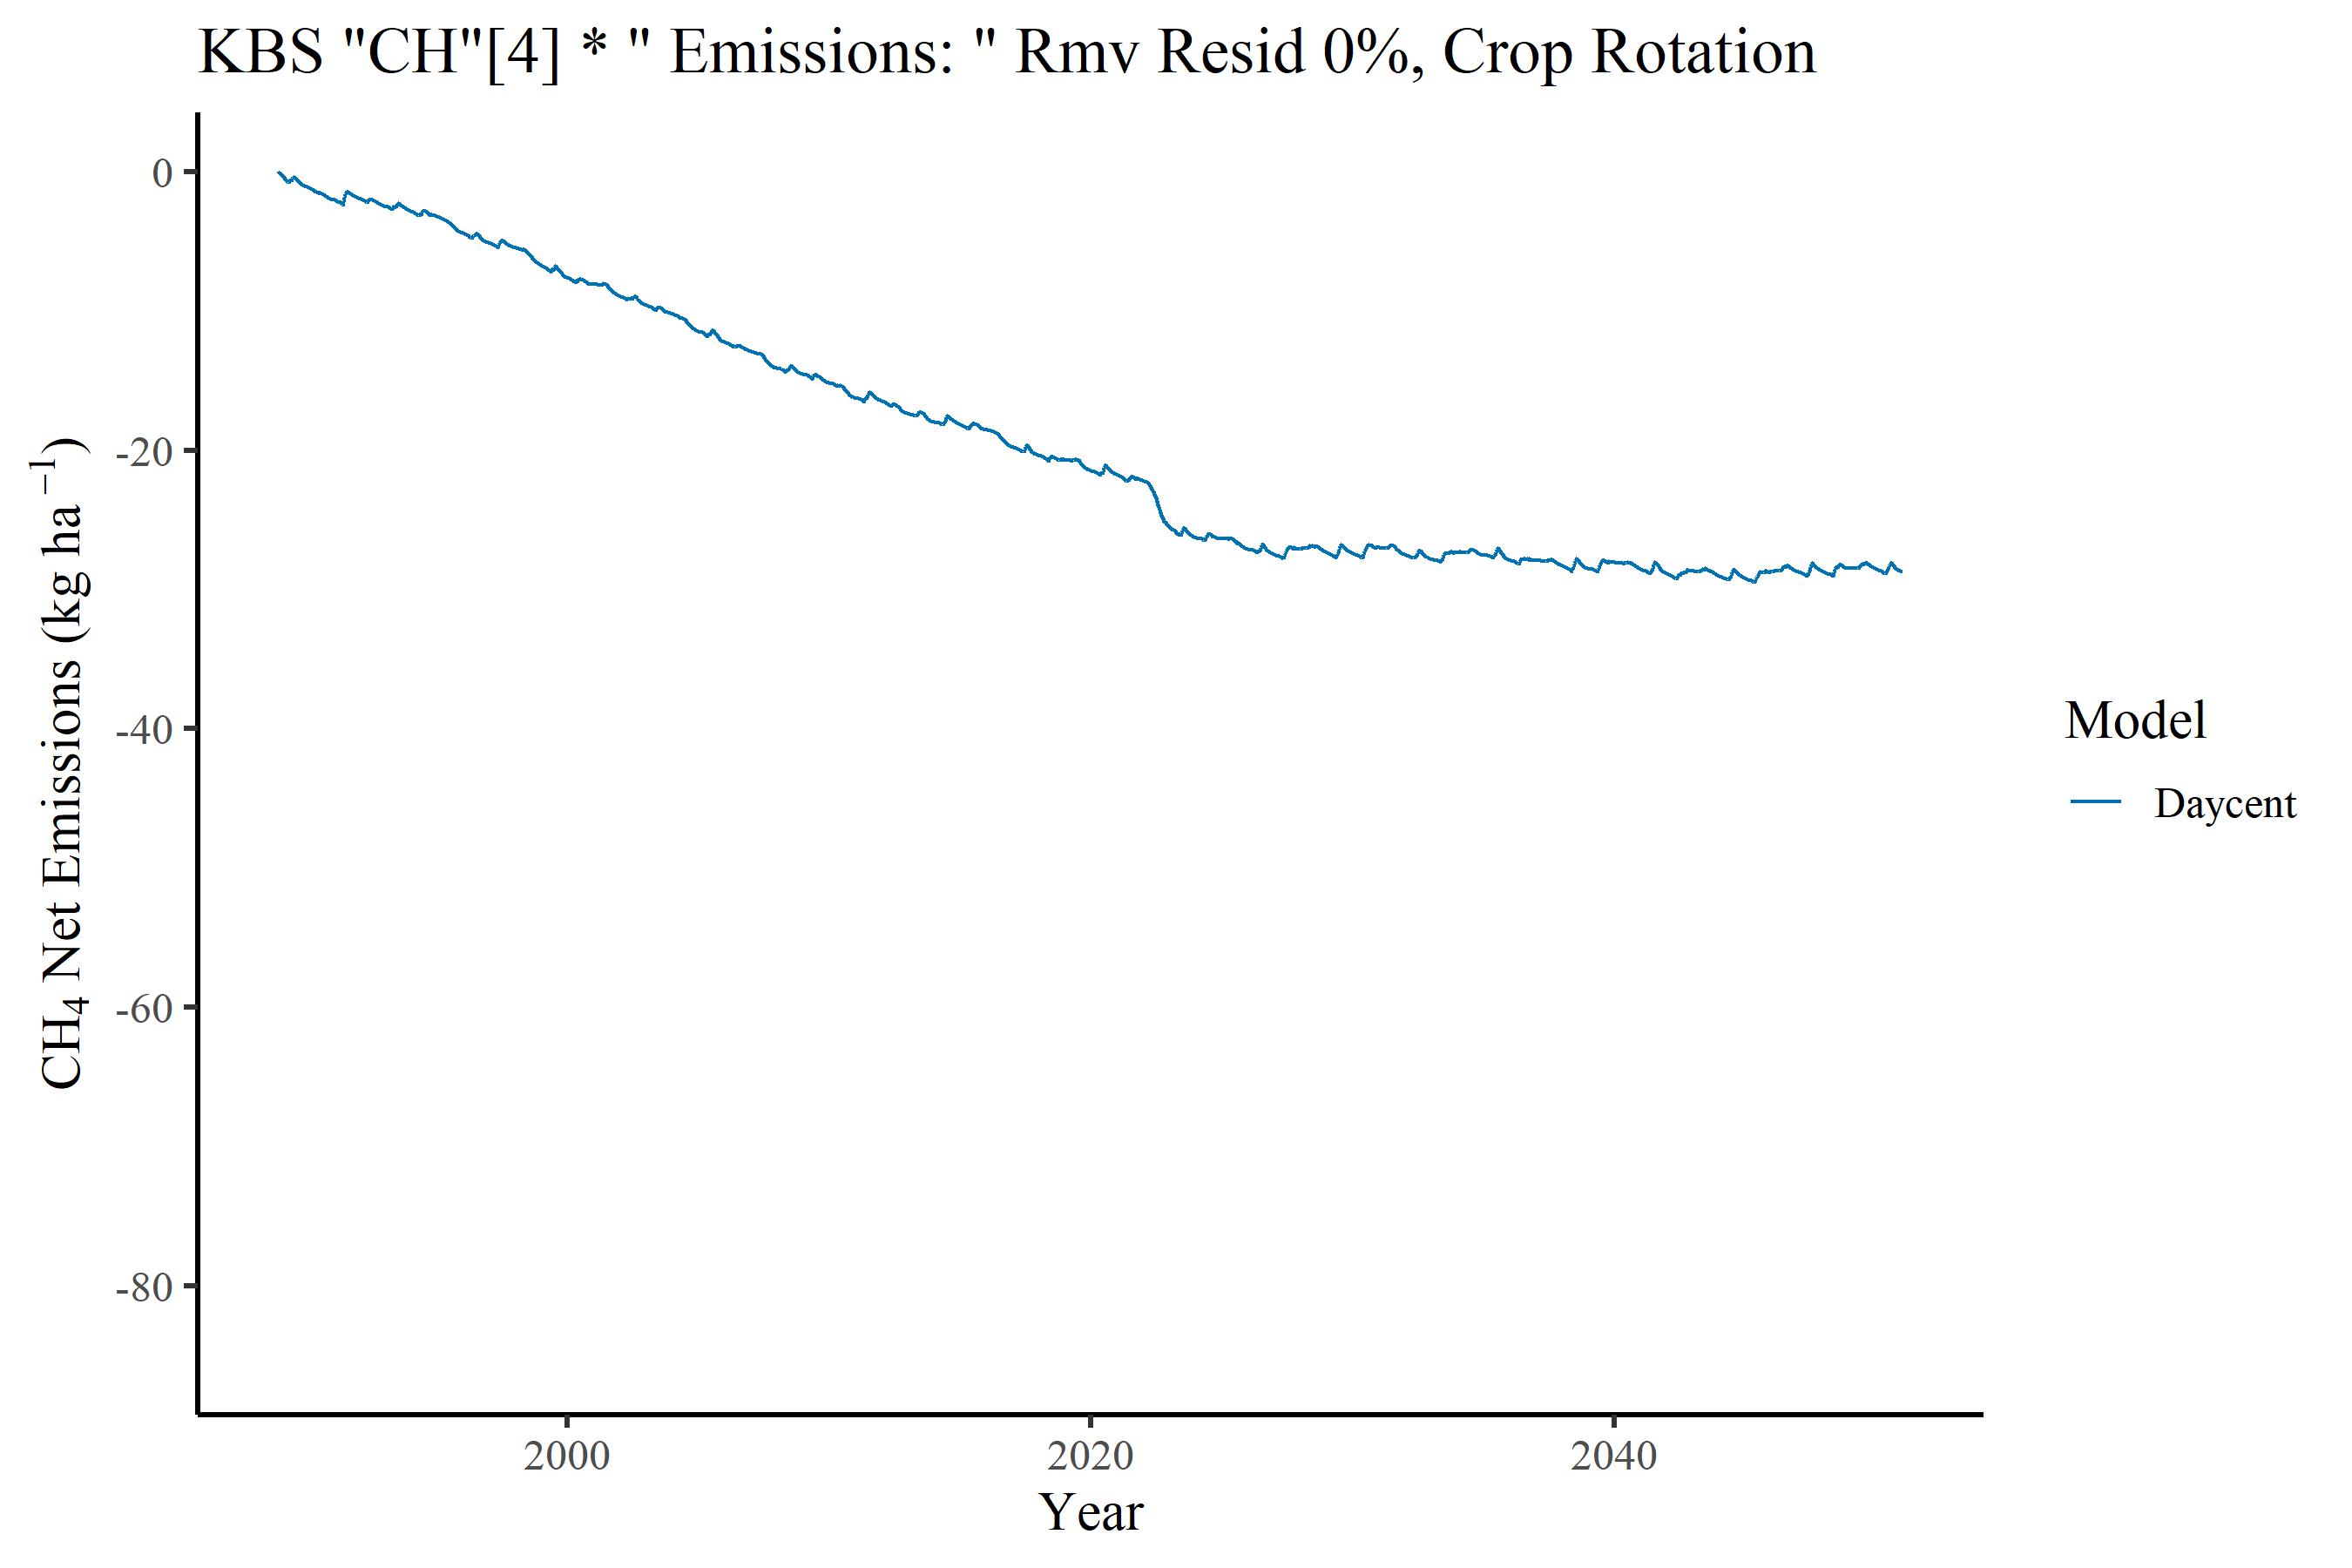 KBS "CH"[4] * " Emissions: " Rmv Resid 0%, Crop Rotation
CH₄ Net Emissions (kg ha ⁻¹)
0
-20
-40
-60
-80
2000 2020 2040
Year
Model
Daycent